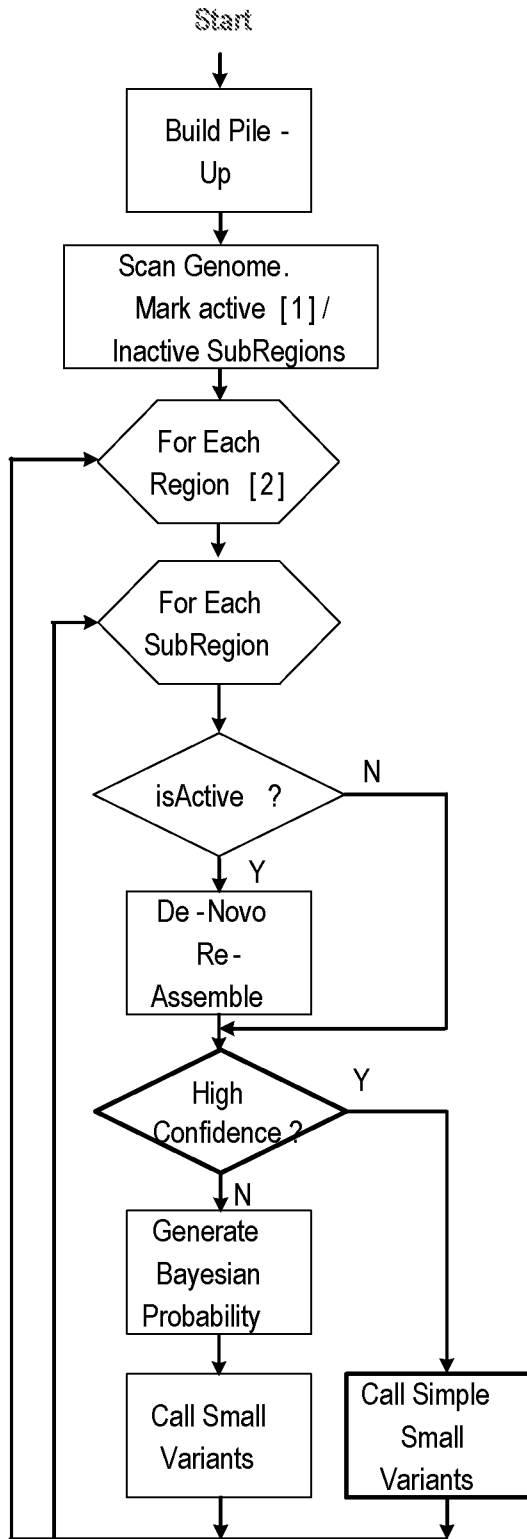 Start
Build Pile -
Up
Scan Genome.
Mark active [1] /
Inactive SubRegions
For Each
Region [2]
For Each
SubRegion
isActive ?
N
Y
De -Novo
Re -
Assemble
High
Confidence ?
Y
N
Generate
Bayesian
Probability
Call Small
Variants
Call Simple
Small
Variants